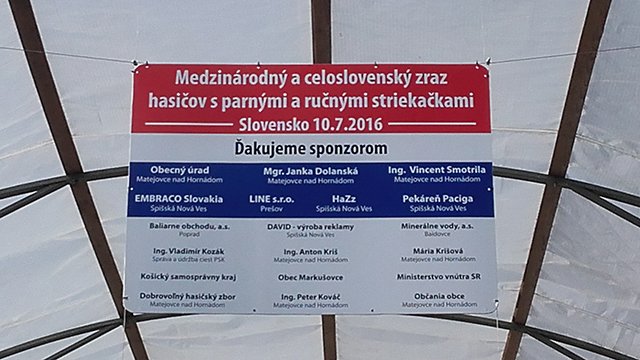 Medzinárodný a celoslovenský zraz
hasičov s parnými a ručnými striekačkami
Slovensko 10.7.2016
Ďakujeme sponzorom
Obecný úrad Mgr. Janka Dolanská Ing. Vincent Smotrila
Matejovce nad Hornádom Matejovce nad Hornádom Matejovce nad Hornádom
EMBRACO Slovakia LINE s.r.o. HaZz Pekáreň Paciga
Spišská Nová Ves Prešov Spišská Nová Ves Spišská Nová Ves
Baliarne obchodu, a.s. DAVID - výroba reklamy Minerálne vody, a.s.
Poprad Spišská Nová Ves Baldovce
Ing. Vladimír Kozák Ing. Anton Kriš Mária Krišová
Správa a údržba ciest PSK Matejovce nad Hornádom Matejovce nad Hornádom
Košický samosprávny kraj Obec Markušovce Ministerstvo vnútra SR
Dobrovoľný hasičský zbor Ing. Peter Kováč Občania obce
Matejovce nad Hornádom Matejovce nad Hornádom Matejovce nad Hornádom